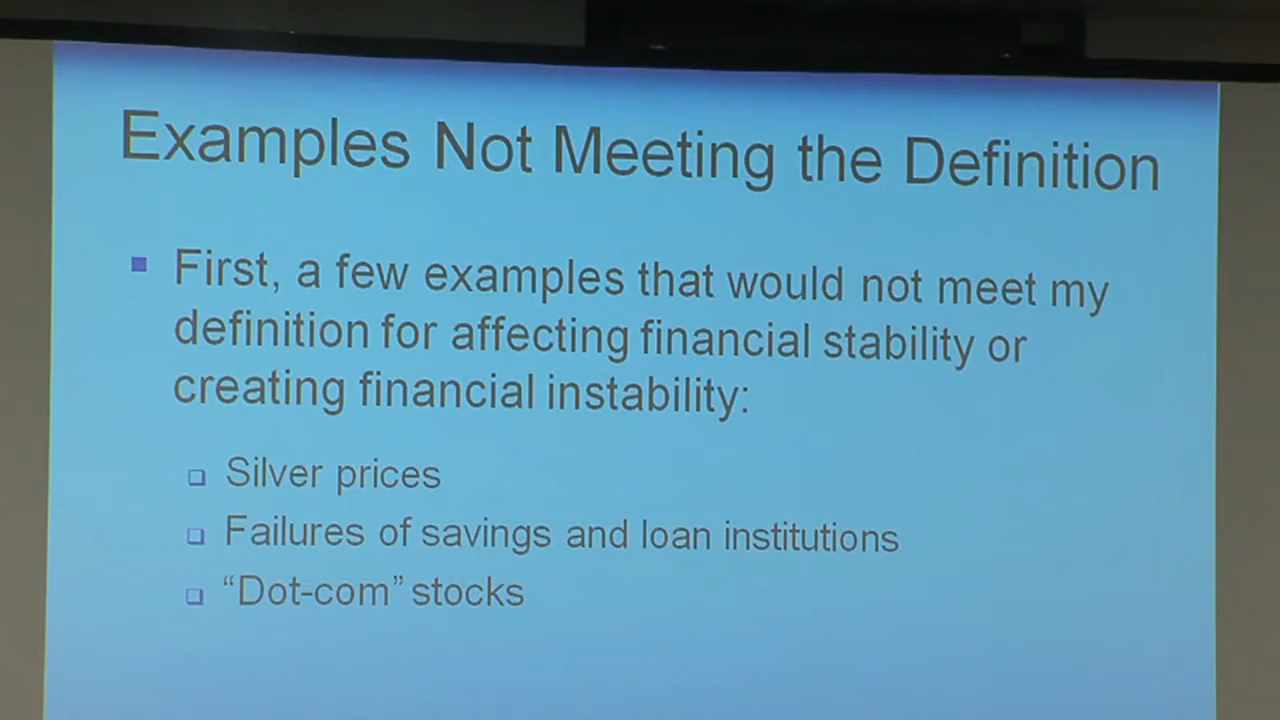 Examples Not Meeting the Definition
First, a few examples that would not meet my
definition for affecting financial stability or
creating financial instability:
Silver prices
Failures of savings and loan institutions
“Dot-com” stocks